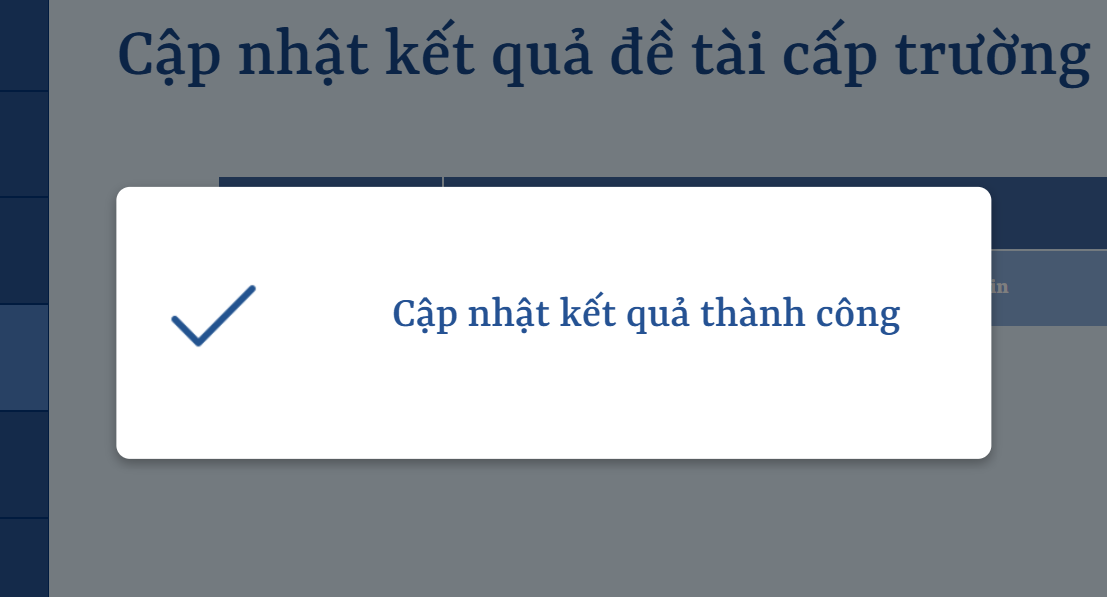 Cập nhật kết quả đề tài cấp trường
Cập nhật kết quả thành công